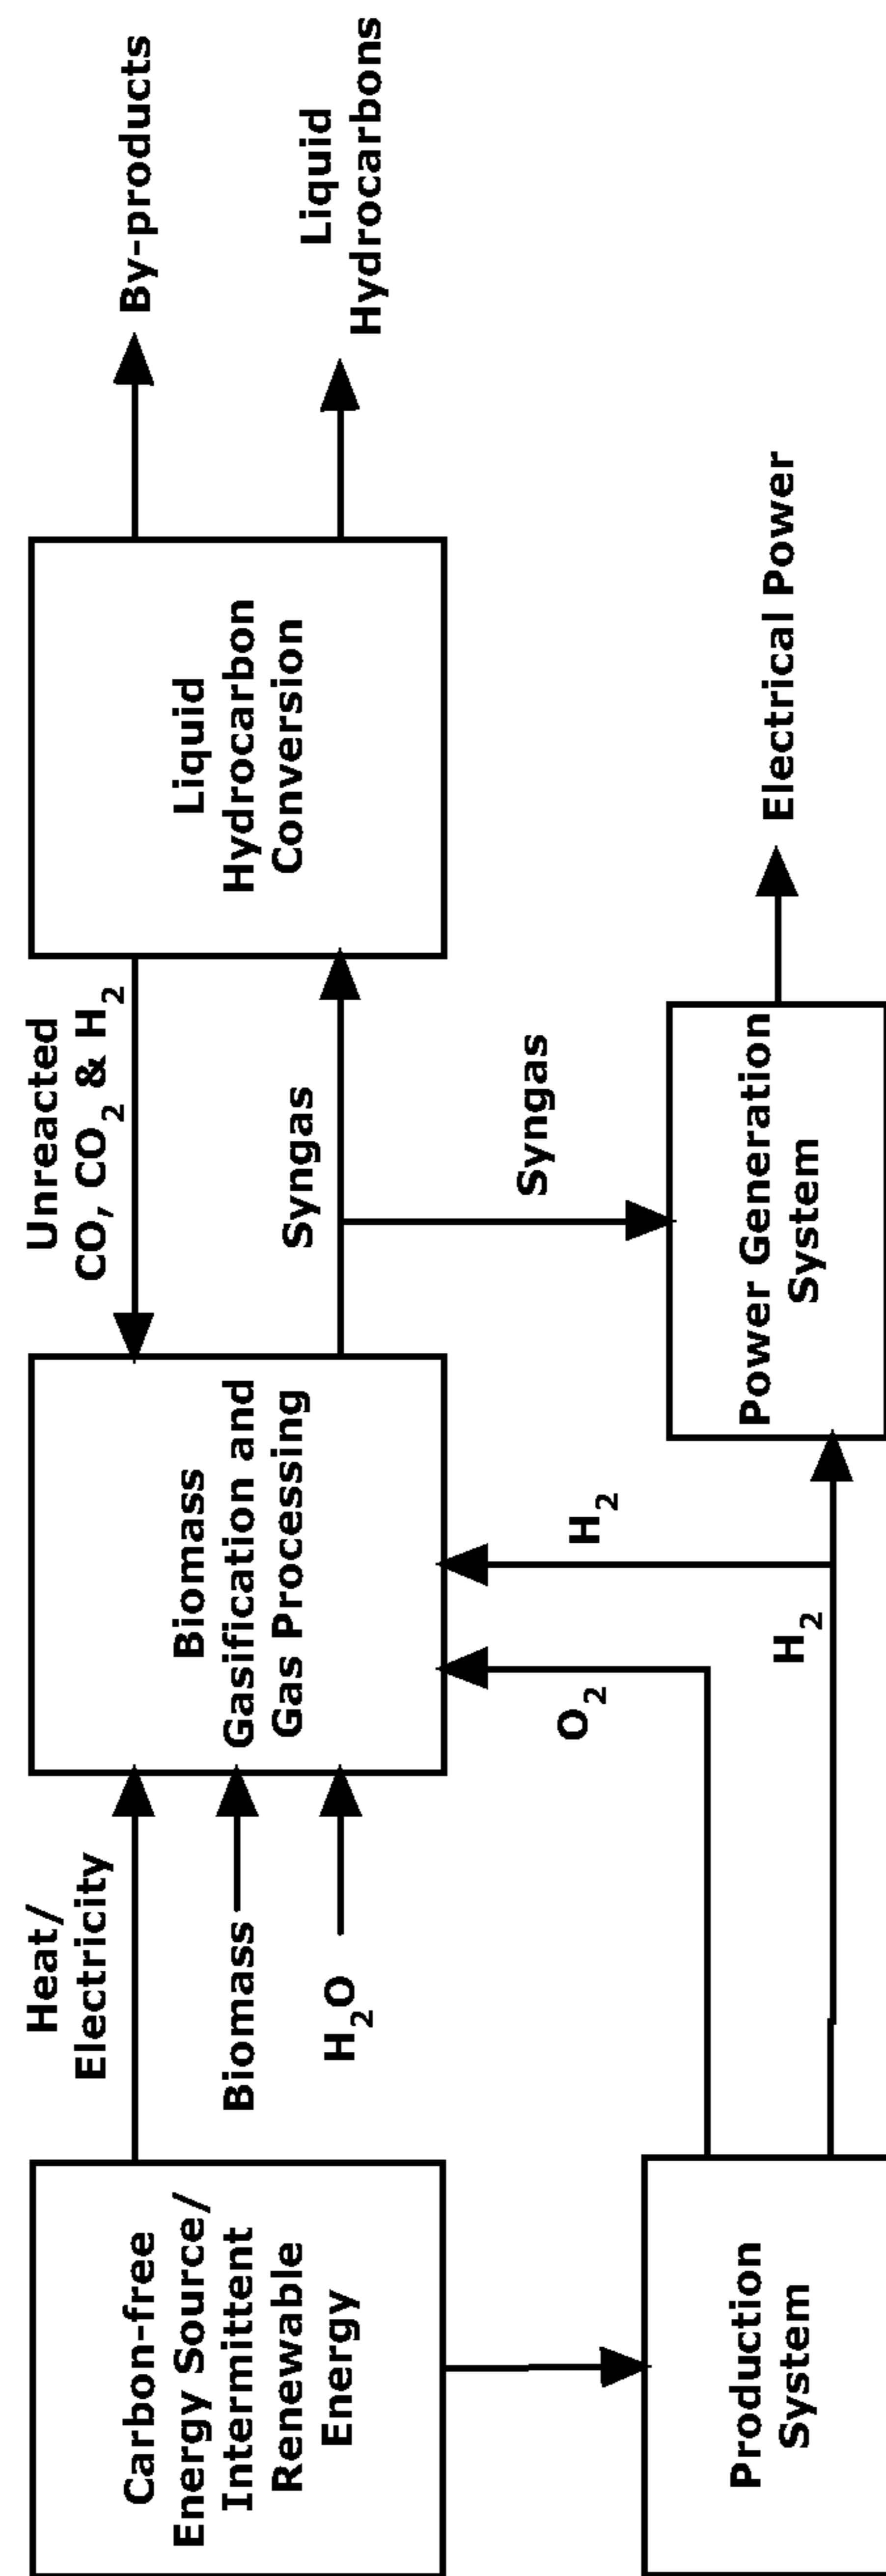 Carbon-free
Energy Source/
Intermittent
Renewable
Energy
Heat/
Electricity
Biomass
H2O
Biomass
Gasification and
Gas Processing
Unreacted
CO, CO2 & H2
Syngas
Liquid
Hydrocarbon
Conversion
By-products
Liquid
Hydrocarbons
Syngas
O2
H2
H2
Production
System
Power Generation
System
Electrical Power